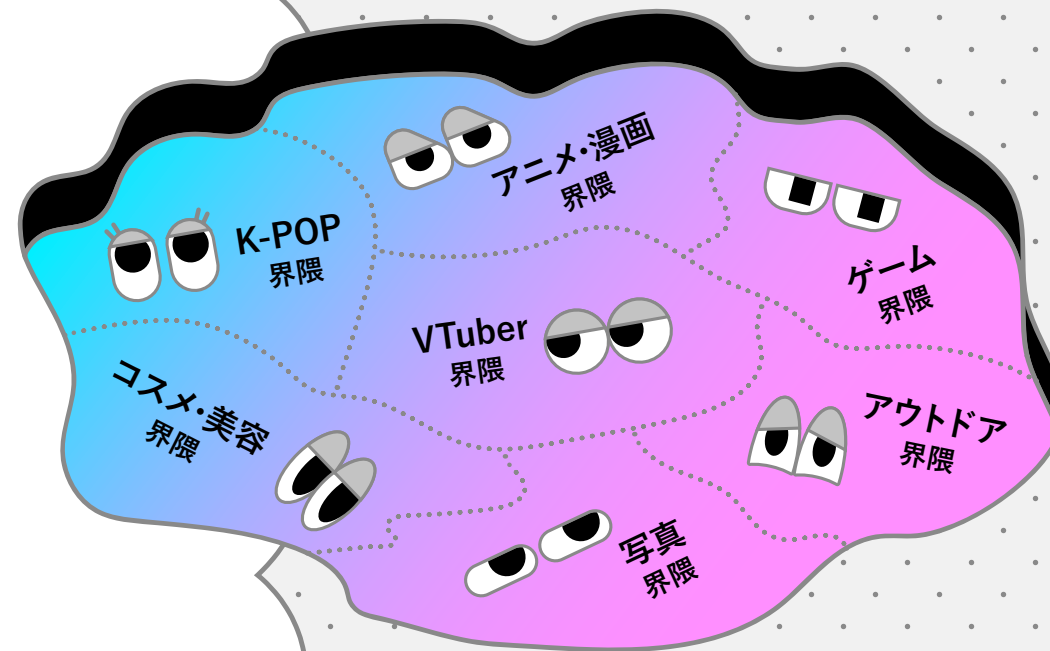 アニメ・漫画
界隈
K-POP
界隈
ゲーム
界隈
VTuber
界隈
コスメ・美容
界隈
アウトドア
界隈
写真
界隈